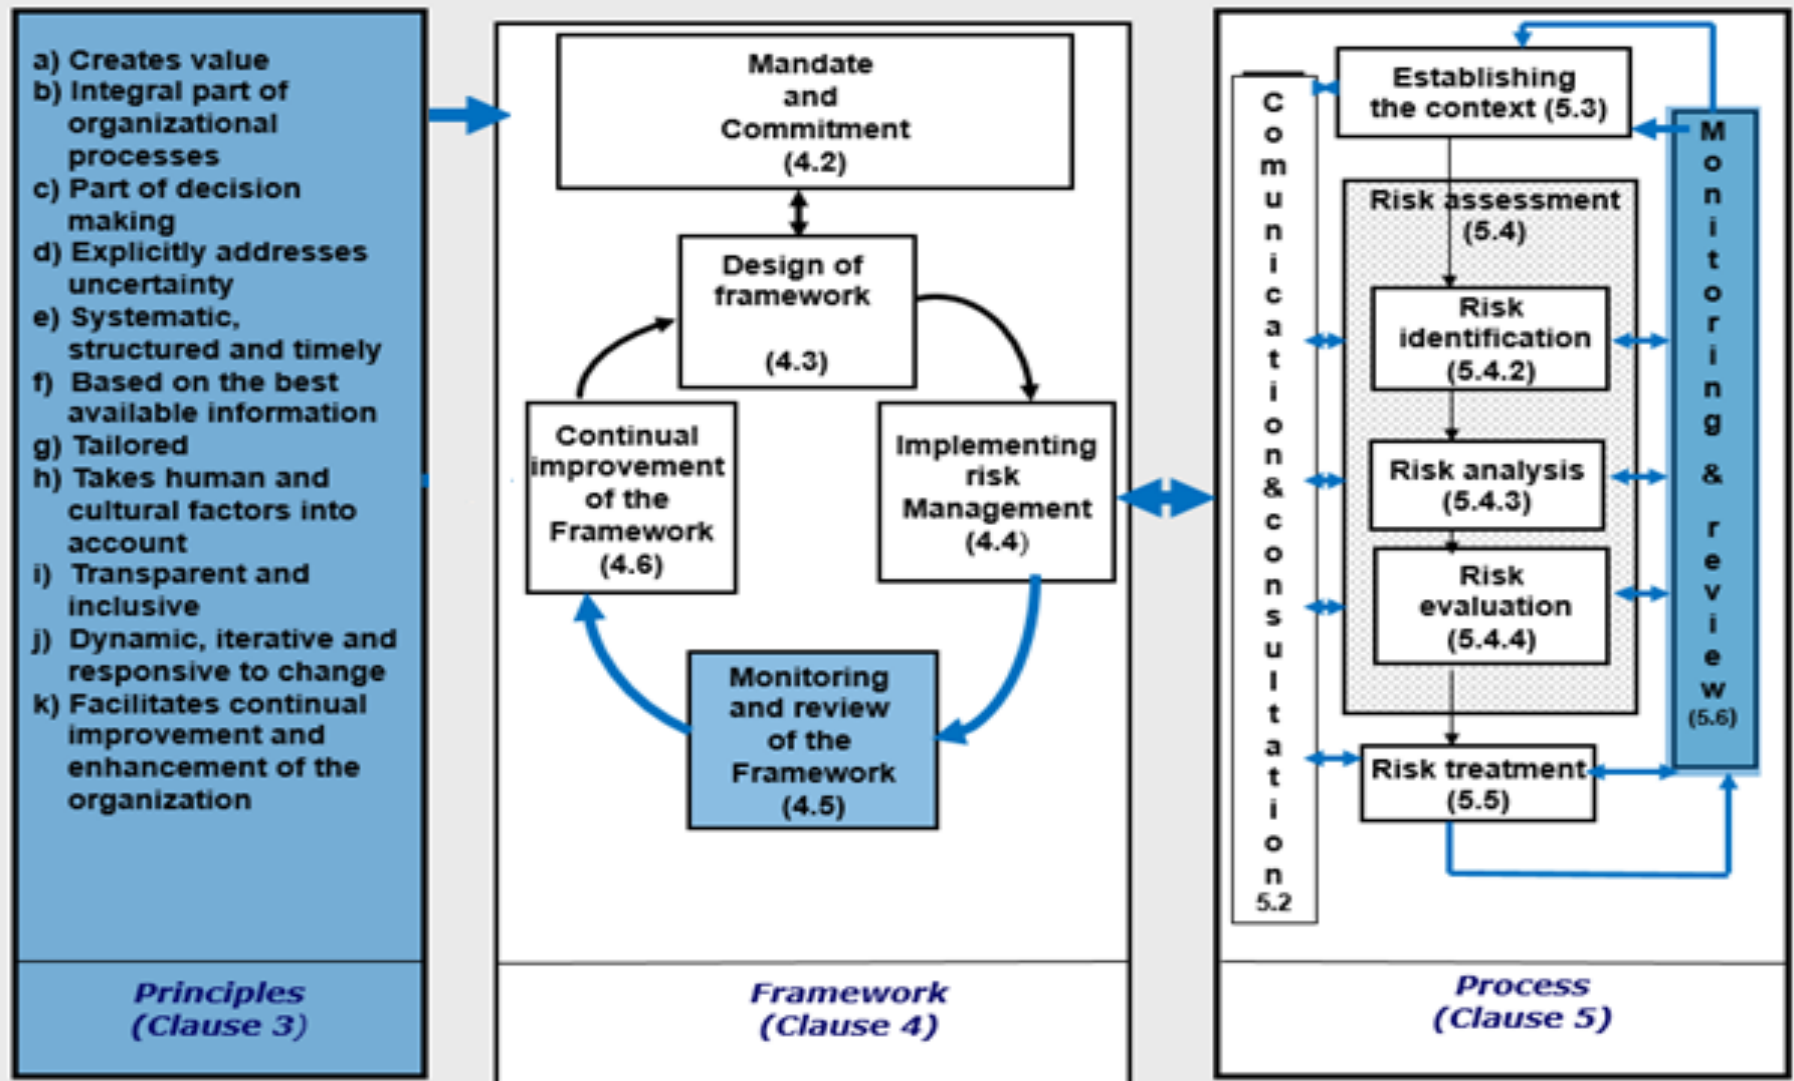 a) Creates value
b) Integral part of
organizational
processes
c) Part of decision
making
d) Explicitly addresses
uncertainty
e) Systematic,
structured and timely
f) Based on the best
available information
g) Tailored
h) Takes human and
cultural factors into
account
i) Transparent and
inclusive
j) Dynamic, iterative and
responsive to change
k) Facilitates continual
improvement and
enhancement of the
organization
Principles
(Clause 3)
Mandate
and
Commitment
(4.2)
Design of
framework
(4.3)
Continual
improvement
of the
Framework
(4.6)
Implementing
risk
Management
(4.4)
Monitoring
and review
of the
Framework
(4.5)
Framework
(Clause 4)
Comunication & consultation
5.2
Establishing
the context (5.3)
Risk assessment
(5.4)
Risk
identification
(5.4.2)
Risk analysis
(5.4.3)
Risk
evaluation
(5.4.4)
Risk treatment
(5.5)
Monitoring & review
(5.6)
Process
(Clause 5)